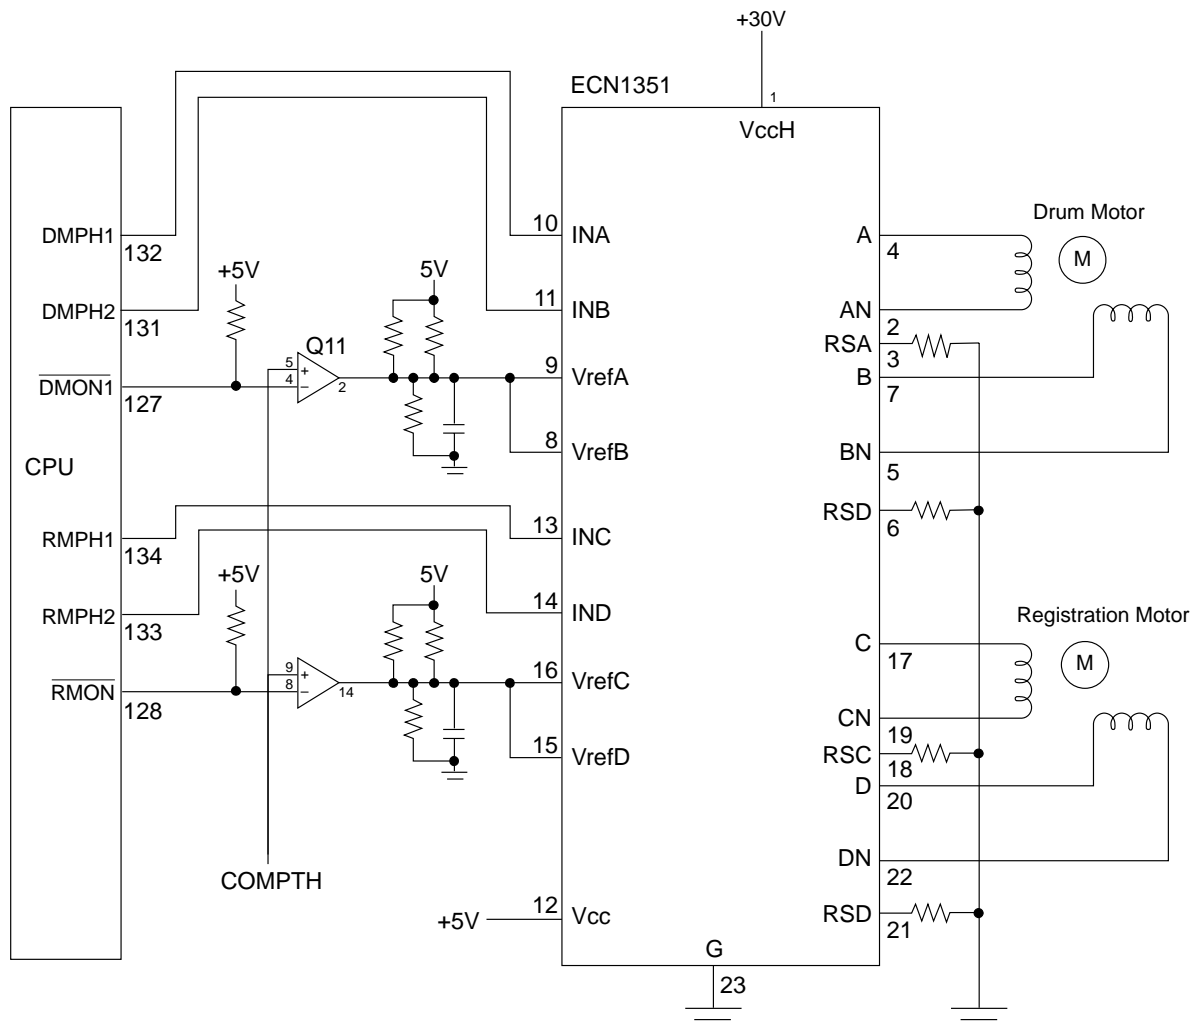 +30V
ECN1351
1
VccH
DMPH1
132
DMPH2
131
DMON1
127
CPU
RMPH1
134
RMPH2
133
RMON
128
+5V
5V
Q11
5
+
4
−
2
+5V
5V
9
+
8
−
14
COMPTH
10
INA
11
INB
9
VrefA
8
VrefB
13
INC
14
IND
16
VrefC
15
VrefD
+5V
12
Vcc
G
23
A
4
AN
2
RSA
3
B
7
BN
5
RSD
6
C
17
CN
19
RSC
18
D
20
DN
22
RSD
21
Drum Motor
M
Registration Motor
M